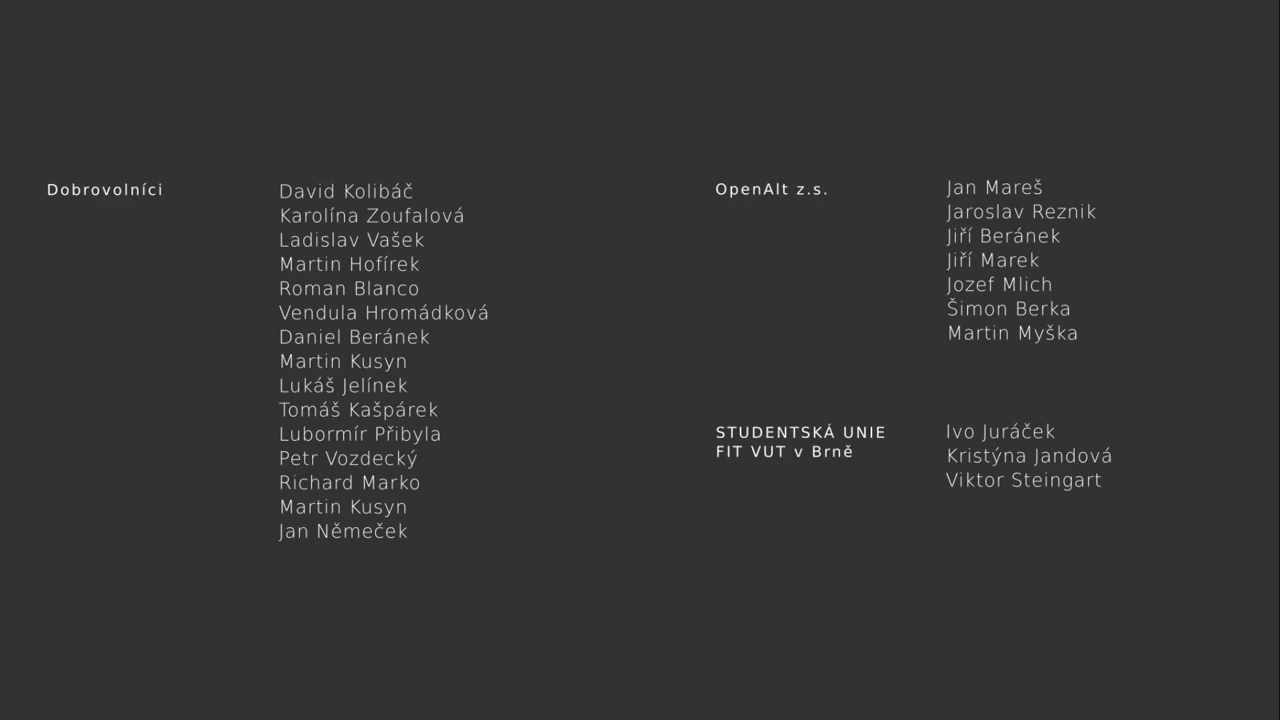 Dobrovolníci
David Kolibáč
Karolína Zoufalová
Ladislav Vašek
Martin Hofírek
Roman Blanco
Vendula Hromádková
Daniel Beránek
Martin Kusyn
Lukáš Jelínek
Tomáš Kašpárek
Lubormír Přibyla
Petr Vozdecký
Richard Marko
Martin Kusyn
Jan Němeček
OpenAlt z.s.
Jan Mareš
Jaroslav Reznik
Jiří Beránek
Jiří Marek
Jozef Mlich
Šimon Berka
Martin Myška
STUDENTSKÁ UNIE
FIT VUT v Brně
Ivo Juráček
Kristýna Jandová
Viktor Steingart